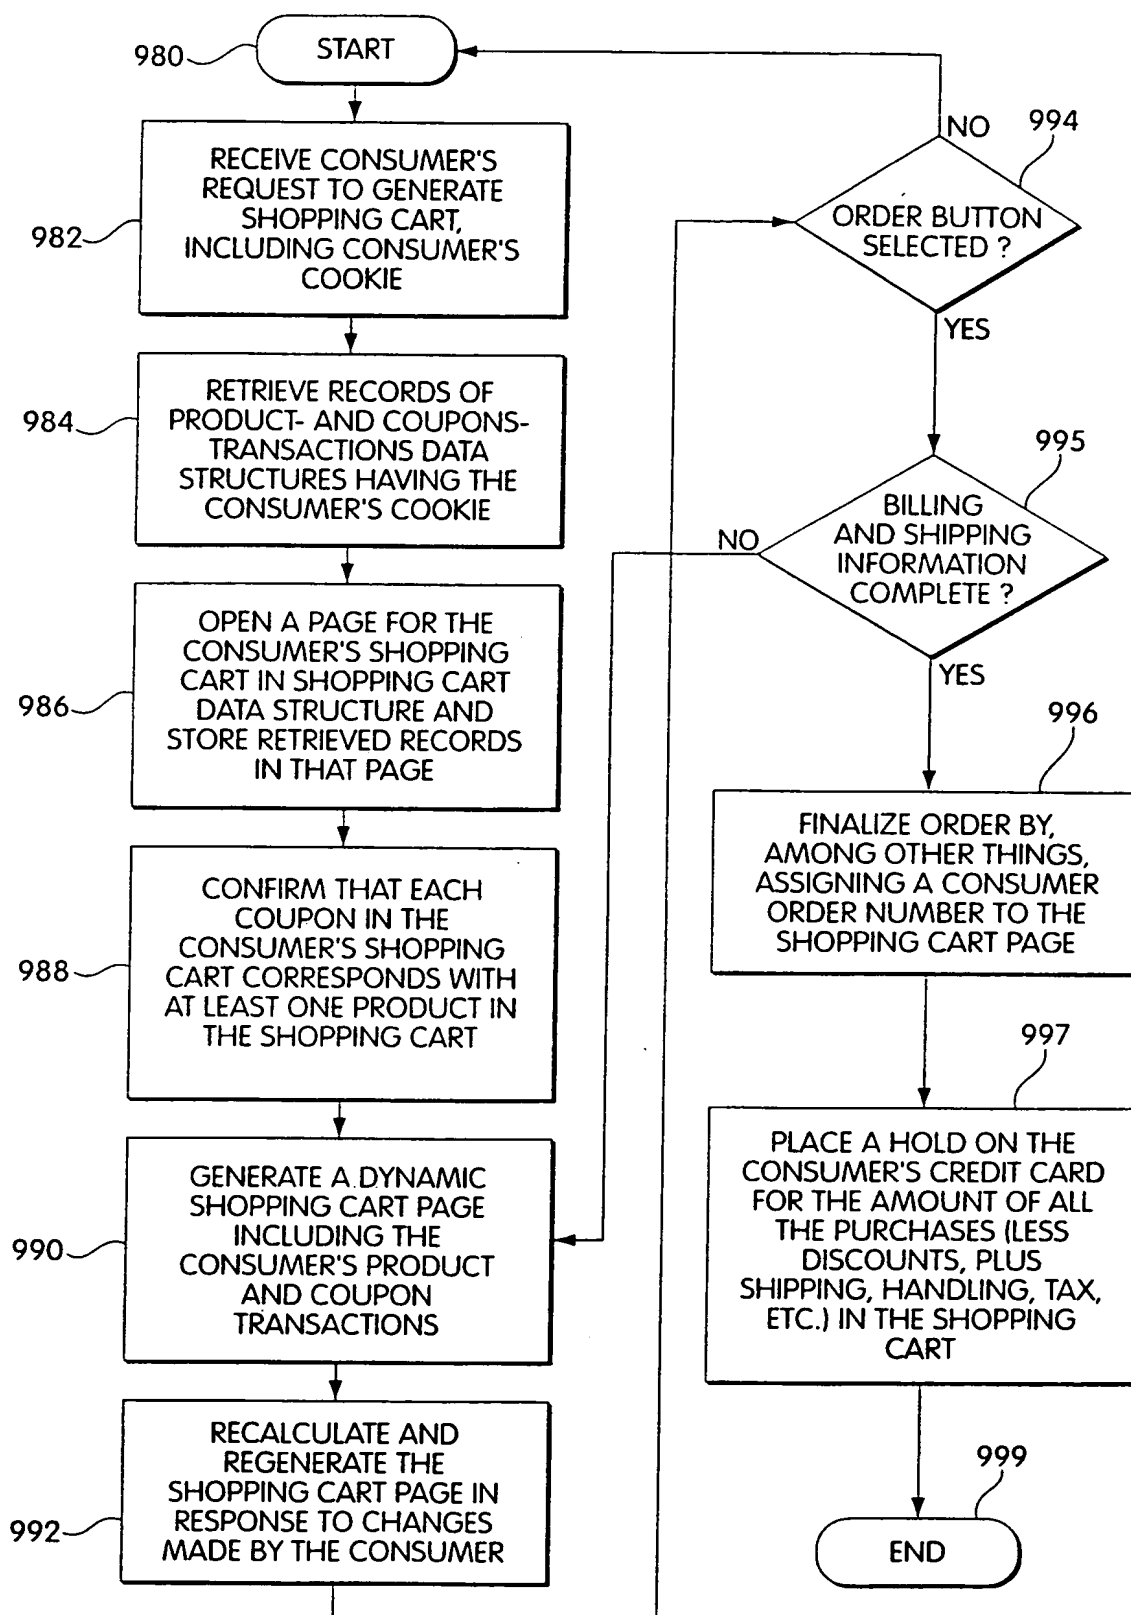 980
START
982
RECEIVE CONSUMER'S
REQUEST TO GENERATE
SHOPPING CART,
INCLUDING CONSUMER'S
COOKIE
984
RETRIEVE RECORDS OF
PRODUCT- AND COUPONS-
TRANSACTIONS DATA
STRUCTURES HAVING THE
CONSUMER'S COOKIE
986
OPEN A PAGE FOR THE
CONSUMER'S SHOPPING
CART IN SHOPPING CART
DATA STRUCTURE AND
STORE RETRIEVED RECORDS
IN THAT PAGE
988
CONFIRM THAT EACH
COUPON IN THE
CONSUMER'S SHOPPING
CART CORRESPONDS WITH
AT LEAST ONE PRODUCT IN
THE SHOPPING CART
990
GENERATE A DYNAMIC
SHOPPING CART PAGE
INCLUDING THE
CONSUMER'S PRODUCT
AND COUPON
TRANSACTIONS
992
RECALCULATE AND
REGENERATE THE
SHOPPING CART PAGE IN
RESPONSE TO CHANGES
MADE BY THE CONSUMER
994
NO
ORDER BUTTON
SELECTED ?
YES
995
NO
BILLING
AND SHIPPING
INFORMATION
COMPLETE ?
YES
996
FINALIZE ORDER BY,
AMONG OTHER THINGS,
ASSIGNING A CONSUMER
ORDER NUMBER TO THE
SHOPPING CART PAGE
997
PLACE A HOLD ON THE
CONSUMER'S CREDIT CARD
FOR THE AMOUNT OF ALL
THE PURCHASES (LESS
DISCOUNTS, PLUS
SHIPPING, HANDLING, TAX,
ETC.) IN THE SHOPPING
CART
999
END